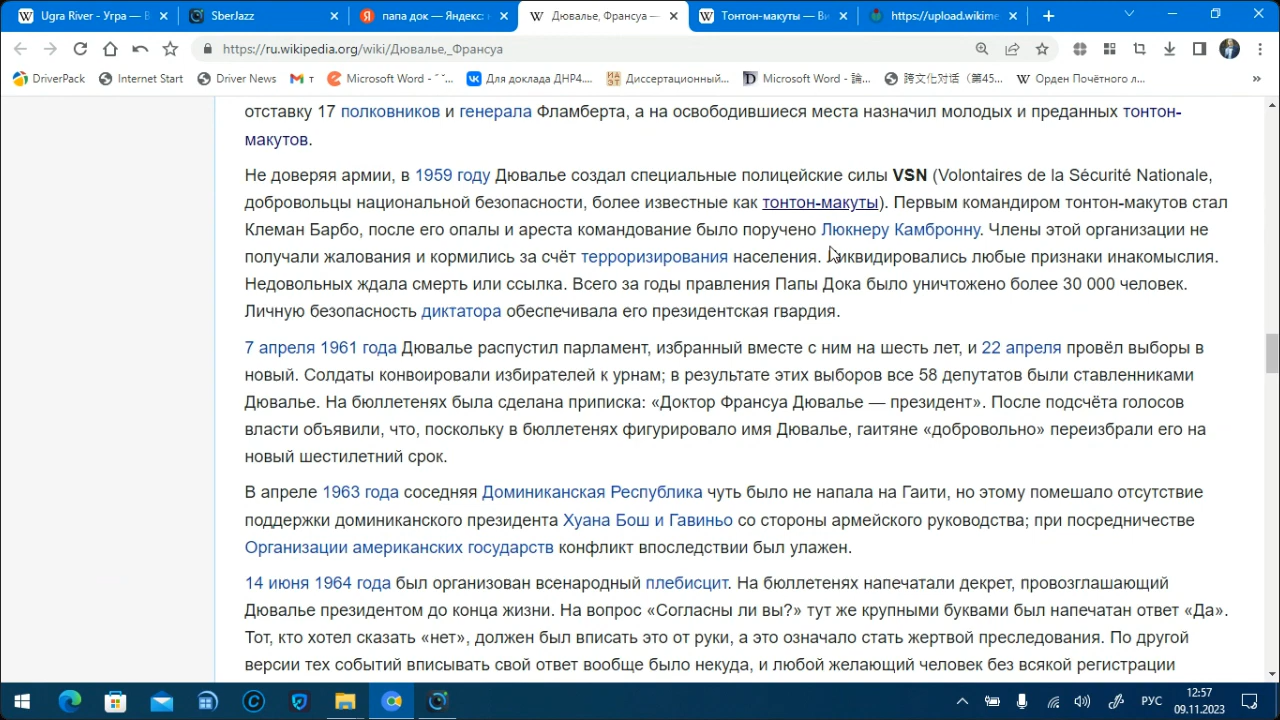 Ugra River - Угра — В
SberJazz
папа док — Яндекс: н
Дювалье, Франсуа —
Тонтон-макуты — Ви
https://upload.wikime
https://ru.wikipedia.org/wiki/Дювалье,_Франсуа
DriverPack
Internet Start
Driver News
т
Microsoft Word -
Для доклада ДНР4....
Диссертационный...
Microsoft Word - 論...
跨文化对话（第45...
Орден Почётного л...
отставку 17 полковников и генерала Фламберта, а на освободившиеся места назначил молодых и преданных тонтон-
макутов.
Не доверяя армии, в 1959 году Дювалье создал специальные полицейские силы VSN (Volontaires de la Sécurité Nationale,
добровольцы национальной безопасности, более известные как тонтон-макуты). Первым командиром тонтон-макутов стал
Клеман Барбо, после его опалы и ареста командование было поручено Люкнеру Камбронну. Члены этой организации не
получали жалования и кормились за счёт терроризирования населения. Ликвидировались любые признаки инакомыслия.
Недовольных ждала смерть или ссылка. Всего за годы правления Папы Дока было уничтожено более 30 000 человек.
Личную безопасность диктатора обеспечивала его президентская гвардия.
7 апреля 1961 года Дювалье распустил парламент, избранный вместе с ним на шесть лет, и 22 апреля провёл выборы в
новый. Солдаты конвоировали избирателей к урнам; в результате этих выборов все 58 депутатов были ставленниками
Дювалье. На бюллетенях была сделана приписка: «Доктор Франсуа Дювалье — президент». После подсчёта голосов
власти объявили, что, поскольку в бюллетенях фигурировало имя Дювалье, гаитяне «добровольно» переизбрали его на
новый шестилетний срок.
В апреле 1963 года соседняя Доминиканская Республика чуть было не напала на Гаити, но этому помешало отсутствие
поддержки доминиканского президента Хуана Бош и Гавиньо со стороны армейского руководства; при посредничестве
Организации американских государств конфликт впоследствии был улажен.
14 июня 1964 года был организован всенародный плебисцит. На бюллетенях напечатали декрет, провозглашающий
Дювалье президентом до конца жизни. На вопрос «Согласны ли вы?» тут же крупными буквами был напечатан ответ «Да».
Тот, кто хотел сказать «нет», должен был вписать это от руки, а это означало стать жертвой преследования. По другой
версии тех событий вписывать свой ответ вообще было некуда, и любой желающий человек без всякой регистрации
РУС
12:57
09.11.2023